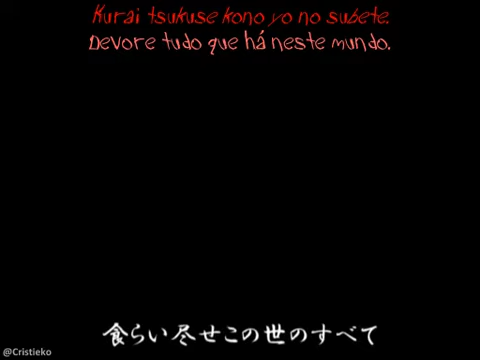 Kurai tsukuse kono yo no subete.
Devore tudo que há neste mundo.
食らい尽せこの世のすべて
@Cristieko